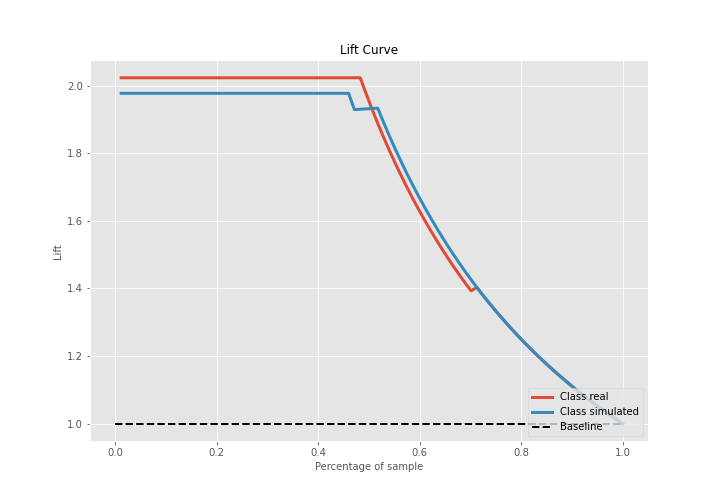 Lift Curve
2.0
1.8
1.6
1.4
1.2
1.0
Lift
0.0 0.2 0.4 0.6 0.8 1.0
Percentage of sample
Class real
Class simulated
Baseline